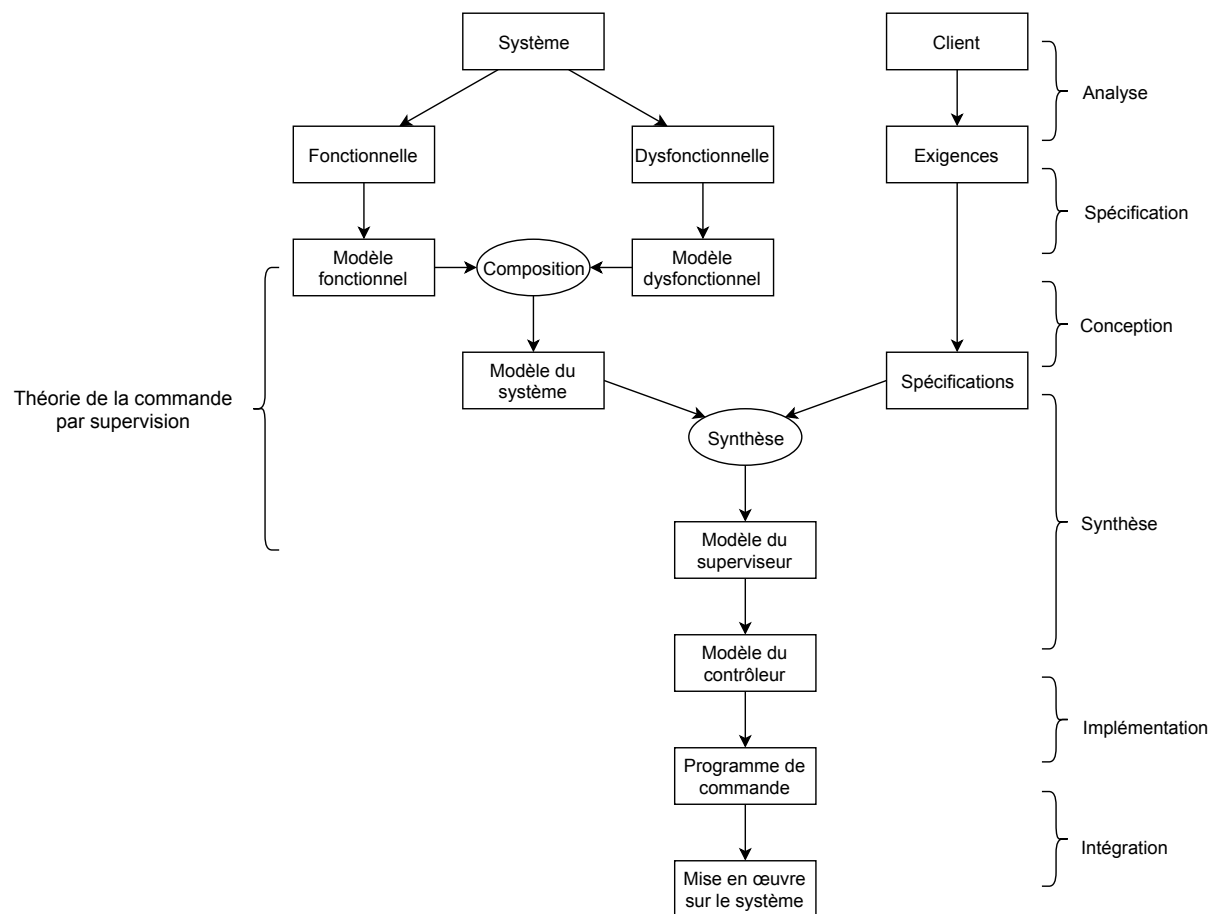 Système
Client
Analyse
Fonctionnelle
Dysfonctionnelle
Exigences
Spécification
Modèle
fonctionnel
Composition
Modèle
dysfonctionnel
Conception
Théorie de la commande
par supervision
Modèle du
système
Spécifications
Synthèse
Synthèse
Modèle du
superviseur
Modèle du
contrôleur
Implémentation
Programme de
commande
Intégration
Mise en œuvre
sur le système